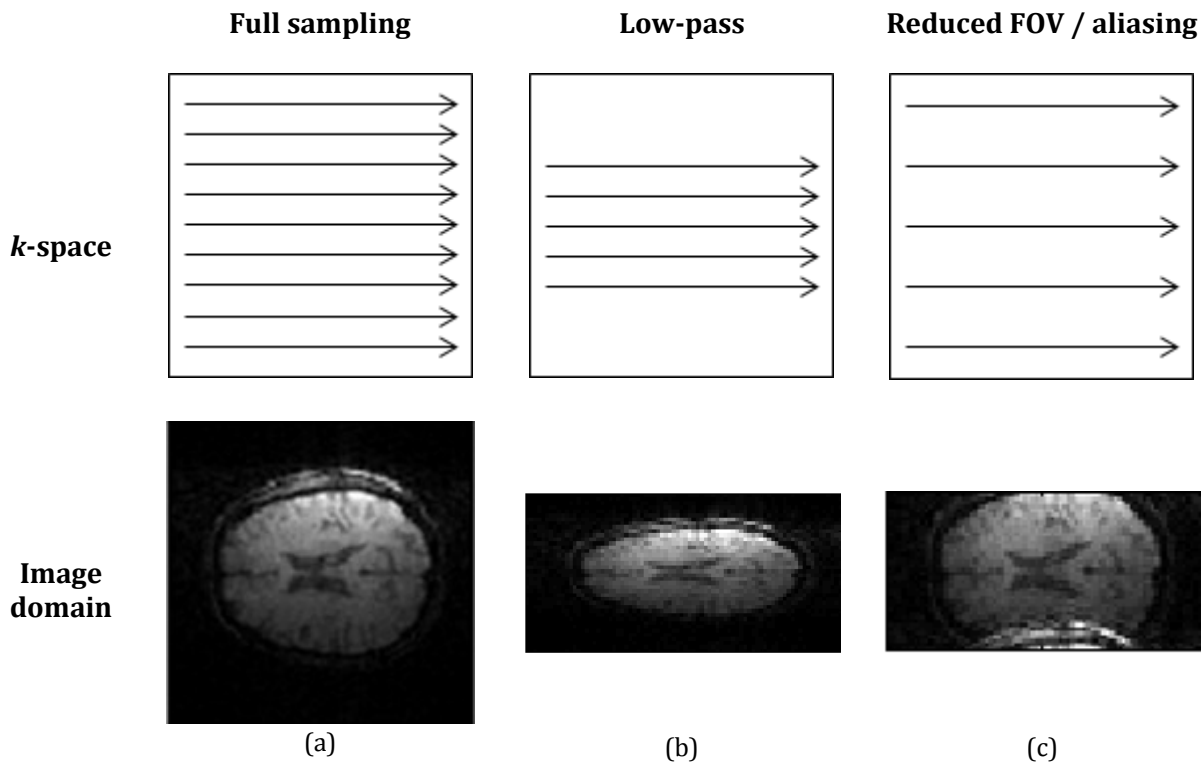 Full sampling
Low-pass
Reduced FOV / aliasing
k-space
Image
domain
(a)
(b)
(c)